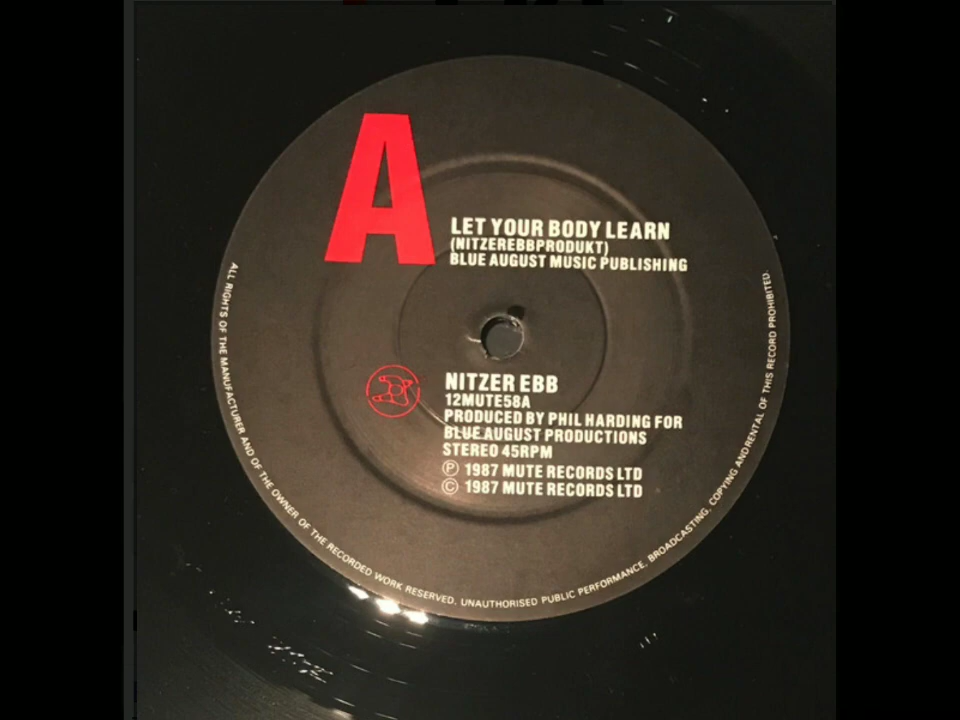 A
LET YOUR BODY LEARN
(NITZEREBBPRODUKT)
BLUE AUGUST MUSIC PUBLISHING
NITZER EBB
12MUTE58A
PRODUCED BY PHIL HARDING FOR
BLUE AUGUST PRODUCTIONS
STEREO 45RPM
Ⓟ 1987 MUTE RECORDS LTD
© 1987 MUTE RECORDS LTD
ALL RIGHTS OF THE MANUFACTURER AND OF THE OWNER OF THE RECORDED WORK RESERVED. UNAUTHORISED PUBLIC PERFORMANCE, BROADCASTING, COPYING AND RENTAL OF THIS RECORD PROHIBITED.